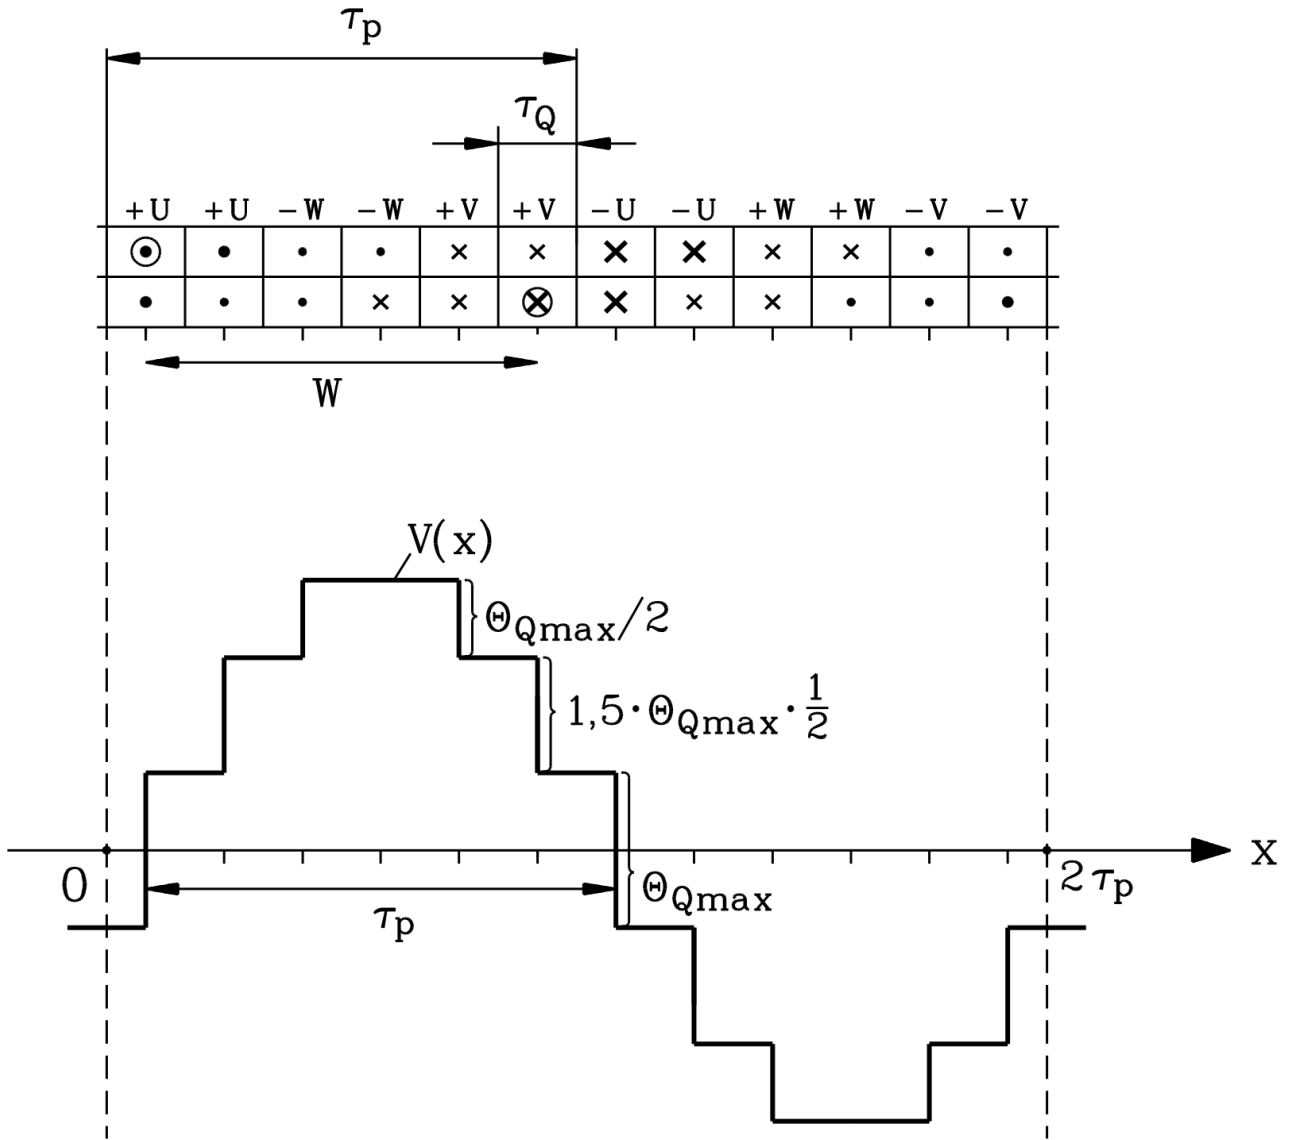 τp
τQ
+U +U −W −W +V +V −U −U +W +W −V −V
W
V(x)
ΘQmax/2
1,5·ΘQmax·1/2
0
τp
ΘQmax
2τp
x